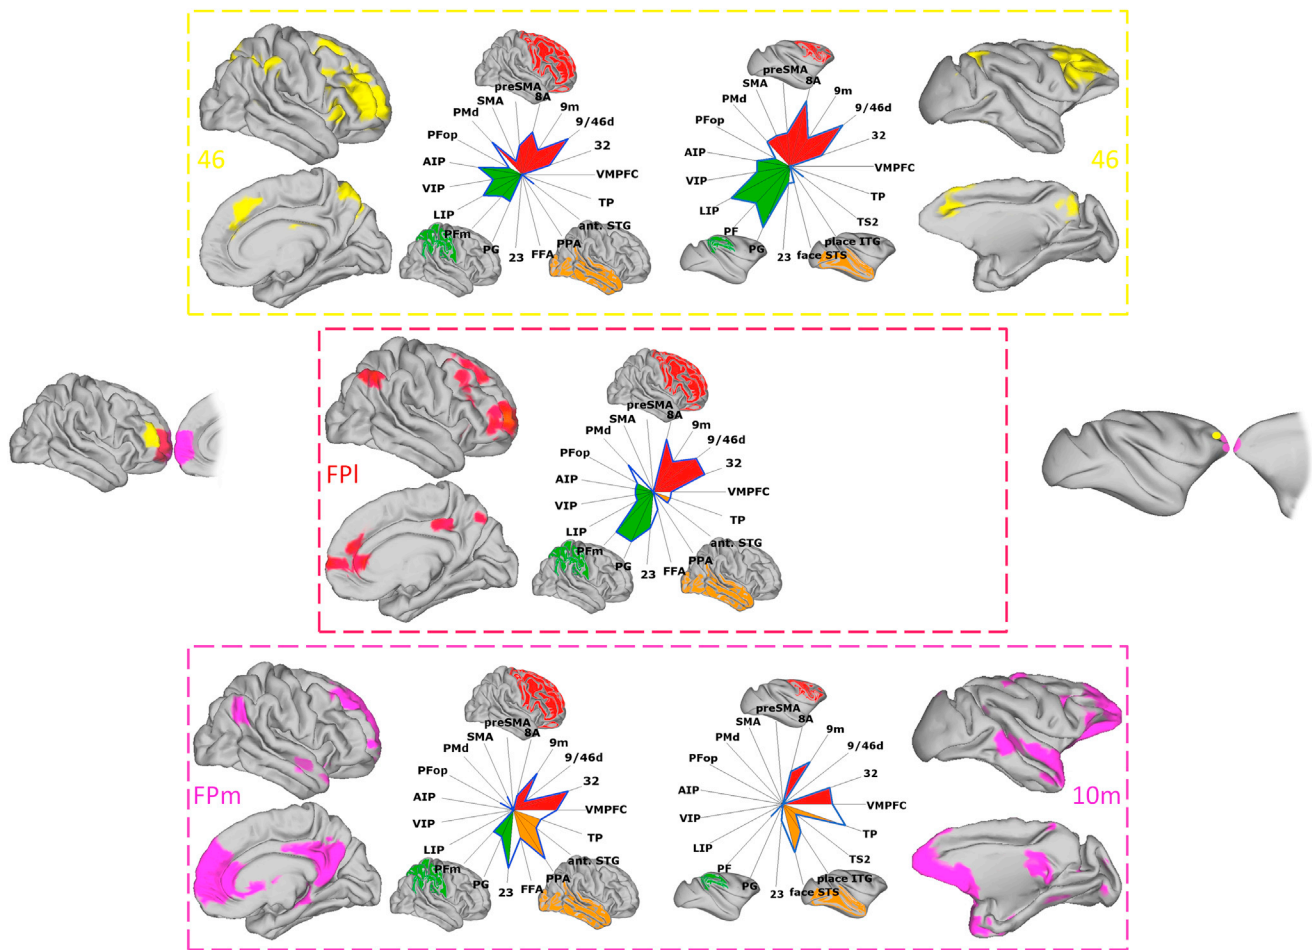 46
preSMA
8A
SMA
9m
PMd
9/46d
PFop
32
AIP
VMPFC
VIP
TP
LIP
ant. STG
PFm
PPA
PG
23
FFA
preSMA
8A
SMA
9m
PMd
9/46d
PFop
32
AIP
VMPFC
VIP
TP
LIP
TS2
PF
place ITG
PG
23
face STS
46
FPl
preSMA
8A
SMA
9m
PMd
9/46d
PFop
32
AIP
VMPFC
VIP
TP
LIP
ant. STG
PFm
PPA
PG
23
FFA
FPm
preSMA
8A
SMA
9m
PMd
9/46d
PFop
32
AIP
VMPFC
VIP
TP
LIP
ant. STG
PFm
PPA
PG
23
FFA
preSMA
8A
SMA
9m
PMd
9/46d
PFop
32
AIP
VMPFC
VIP
TP
LIP
TS2
PF
place ITG
PG
23
face STS
10m